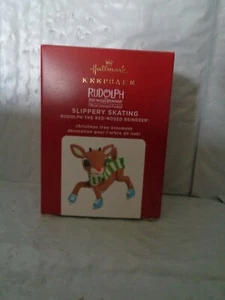 Hallmark
KEEPSAKE
RUDOLPH
THE RED-NOSED REINDEER
SLIPPERY SKATING
RUDOLPH THE RED-NOSED REINDEER®
christmas tree ornament
décoration pour l'arbre de noël